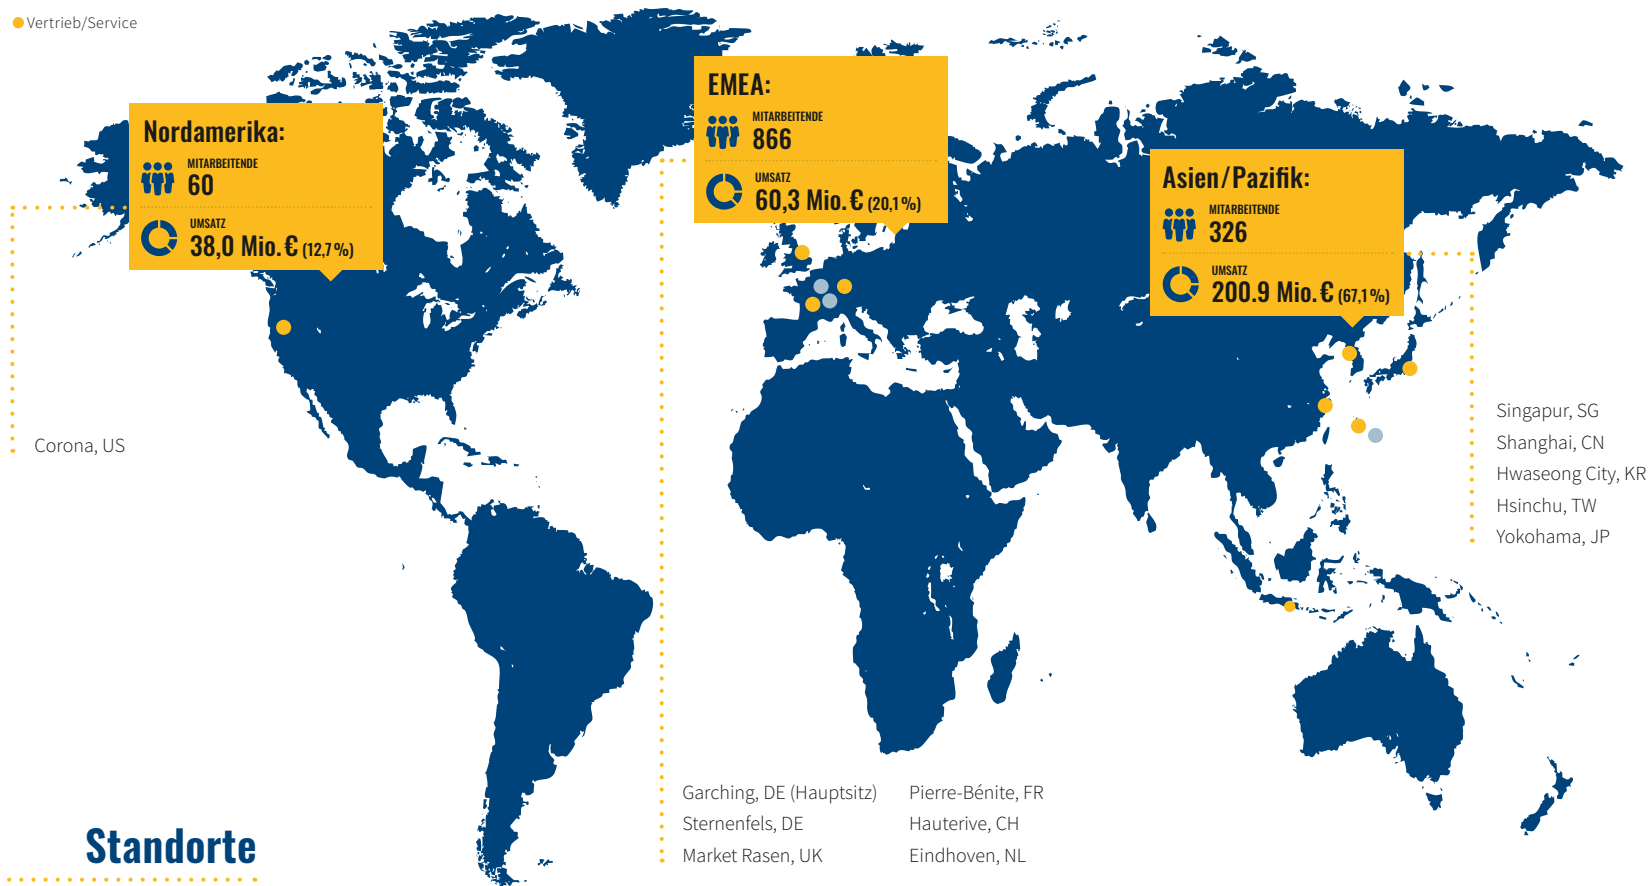 Vertrieb/Service
Nordamerika:
MITARBEITENDE
60
UMSATZ
38,0 Mio. € (12,7 %)
Corona, US
EMEA:
MITARBEITENDE
866
UMSATZ
60,3 Mio. € (20,1 %)
Garching, DE (Hauptsitz)
Sternenfels, DE
Market Rasen, UK
Pierre-Bénite, FR
Hauterive, CH
Eindhoven, NL
Asien/Pazifik:
MITARBEITENDE
326
UMSATZ
200.9 Mio. € (67,1 %)
Singapur, SG
Shanghai, CN
Hwaseong City, KR
Hsinchu, TW
Yokohama, JP
Standorte